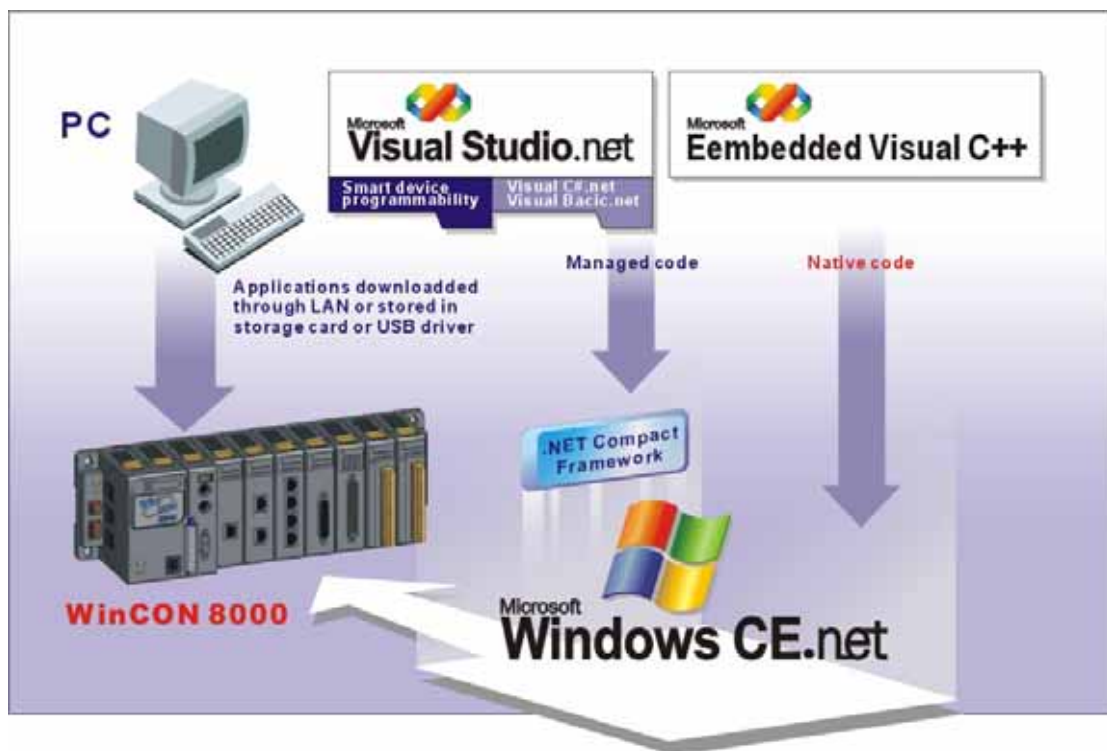 PC
Microsoft
Visual Studio.net
Smart device
programmability
Visual C#.net
Visual Bacic.net
Microsoft
Eembedded Visual C++
Applications downloadded
through LAN or stored in
storage card or USB driver
Managed code
Native code
.NET Compact
Framework
WinCON 8000
Microsoft
Windows CE.net